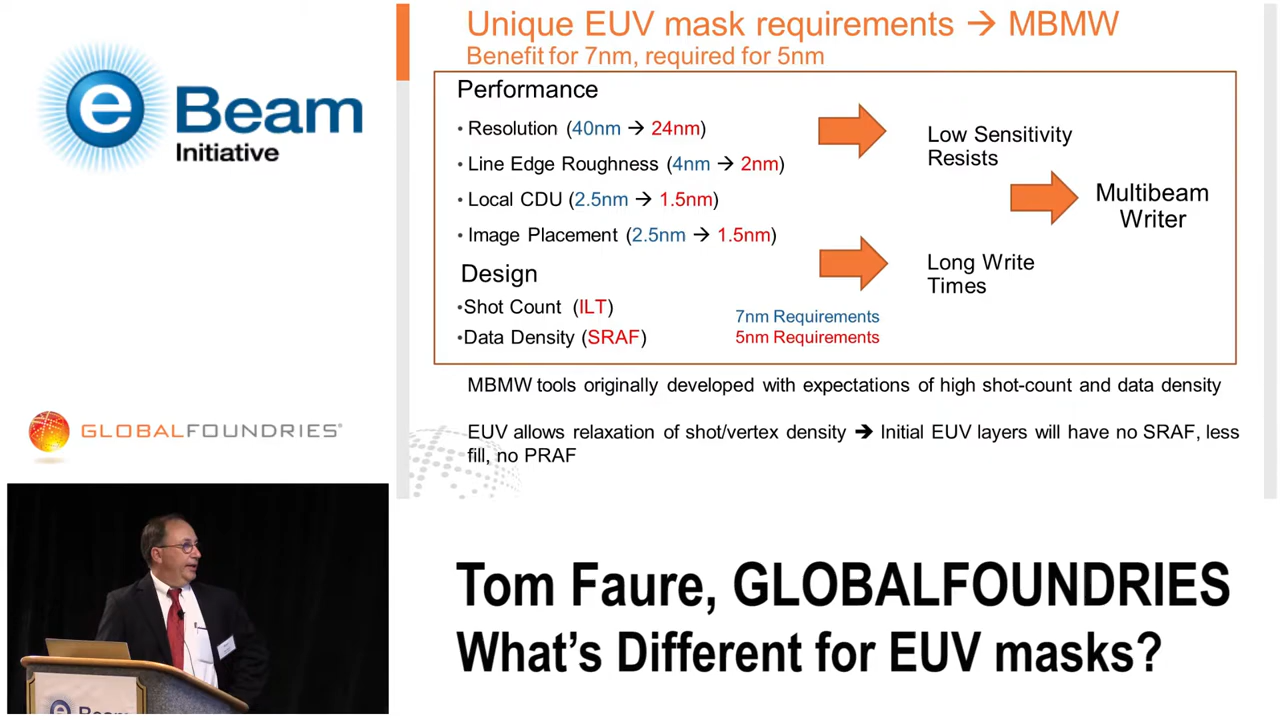 e Beam
Initiative
GLOBALFOUNDRIES
Unique EUV mask requirements → MBMW
Benefit for 7nm, required for 5nm
Performance
• Resolution (40nm → 24nm)
• Line Edge Roughness (4nm → 2nm)
• Local CDU (2.5nm → 1.5nm)
• Image Placement (2.5nm → 1.5nm)
Design
•Shot Count (ILT)
•Data Density (SRAF)
Low Sensitivity
Resists
Long Write
Times
Multibeam
Writer
7nm Requirements
5nm Requirements
MBMW tools originally developed with expectations of high shot-count and data density
EUV allows relaxation of shot/vertex density → Initial EUV layers will have no SRAF, less
fill, no PRAF
e Beam
Tom Faure, GLOBALFOUNDRIES
What's Different for EUV masks?